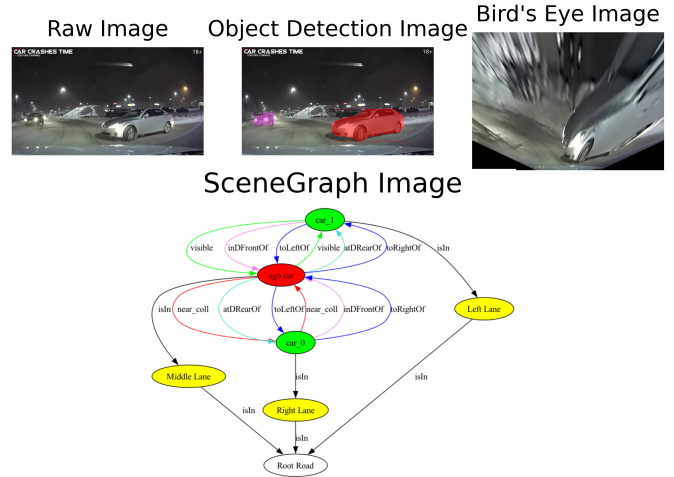 Raw Image
Object Detection Image
Bird's Eye Image
CAR CRASHES TIME
18+
CAR CRASHES TIME
18+
SceneGraph Image
car_1
visible
inDFrontOf
toLeftOf
visible
atDRearOf
toRightOf
isIn
ego car
isIn
near_coll
atDRearOf
toLeftOf
near_coll
inDFrontOf
toRightOf
Left Lane
car_0
Middle Lane
isIn
isIn
isIn
Right Lane
isIn
Root Road